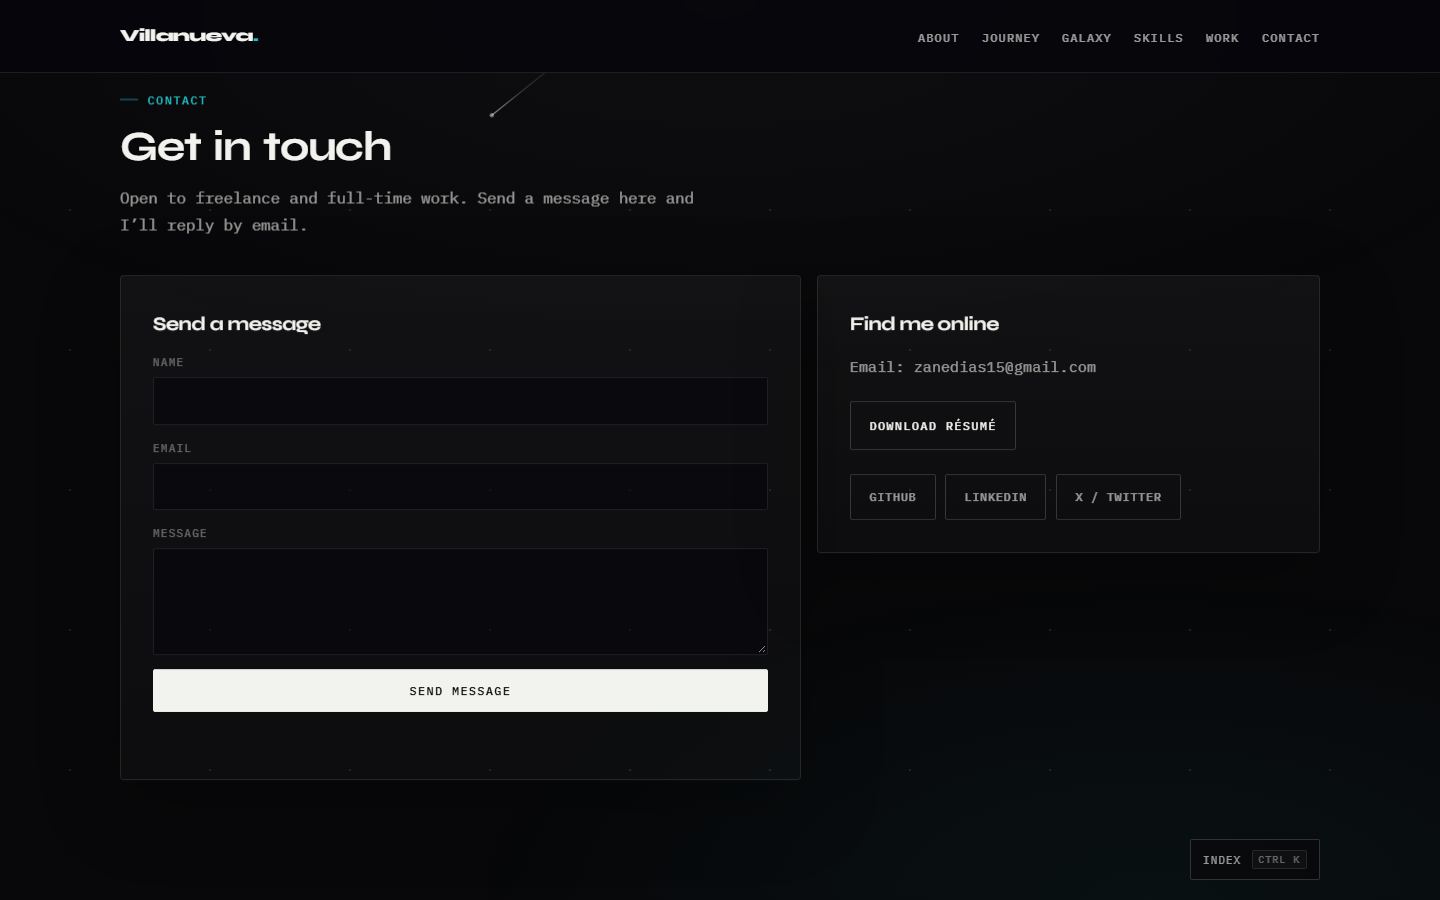 Villanueva.
ABOUT JOURNEY GALAXY SKILLS WORK CONTACT
CONTACT
Get in touch
Open to freelance and full-time work. Send a message here and
I’ll reply by email.
Send a message
NAME
EMAIL
MESSAGE
SEND MESSAGE
Find me online
Email: zanedias15@gmail.com
DOWNLOAD RÉSUMÉ
GITHUB LINKEDIN X / TWITTER
INDEX CTRL K